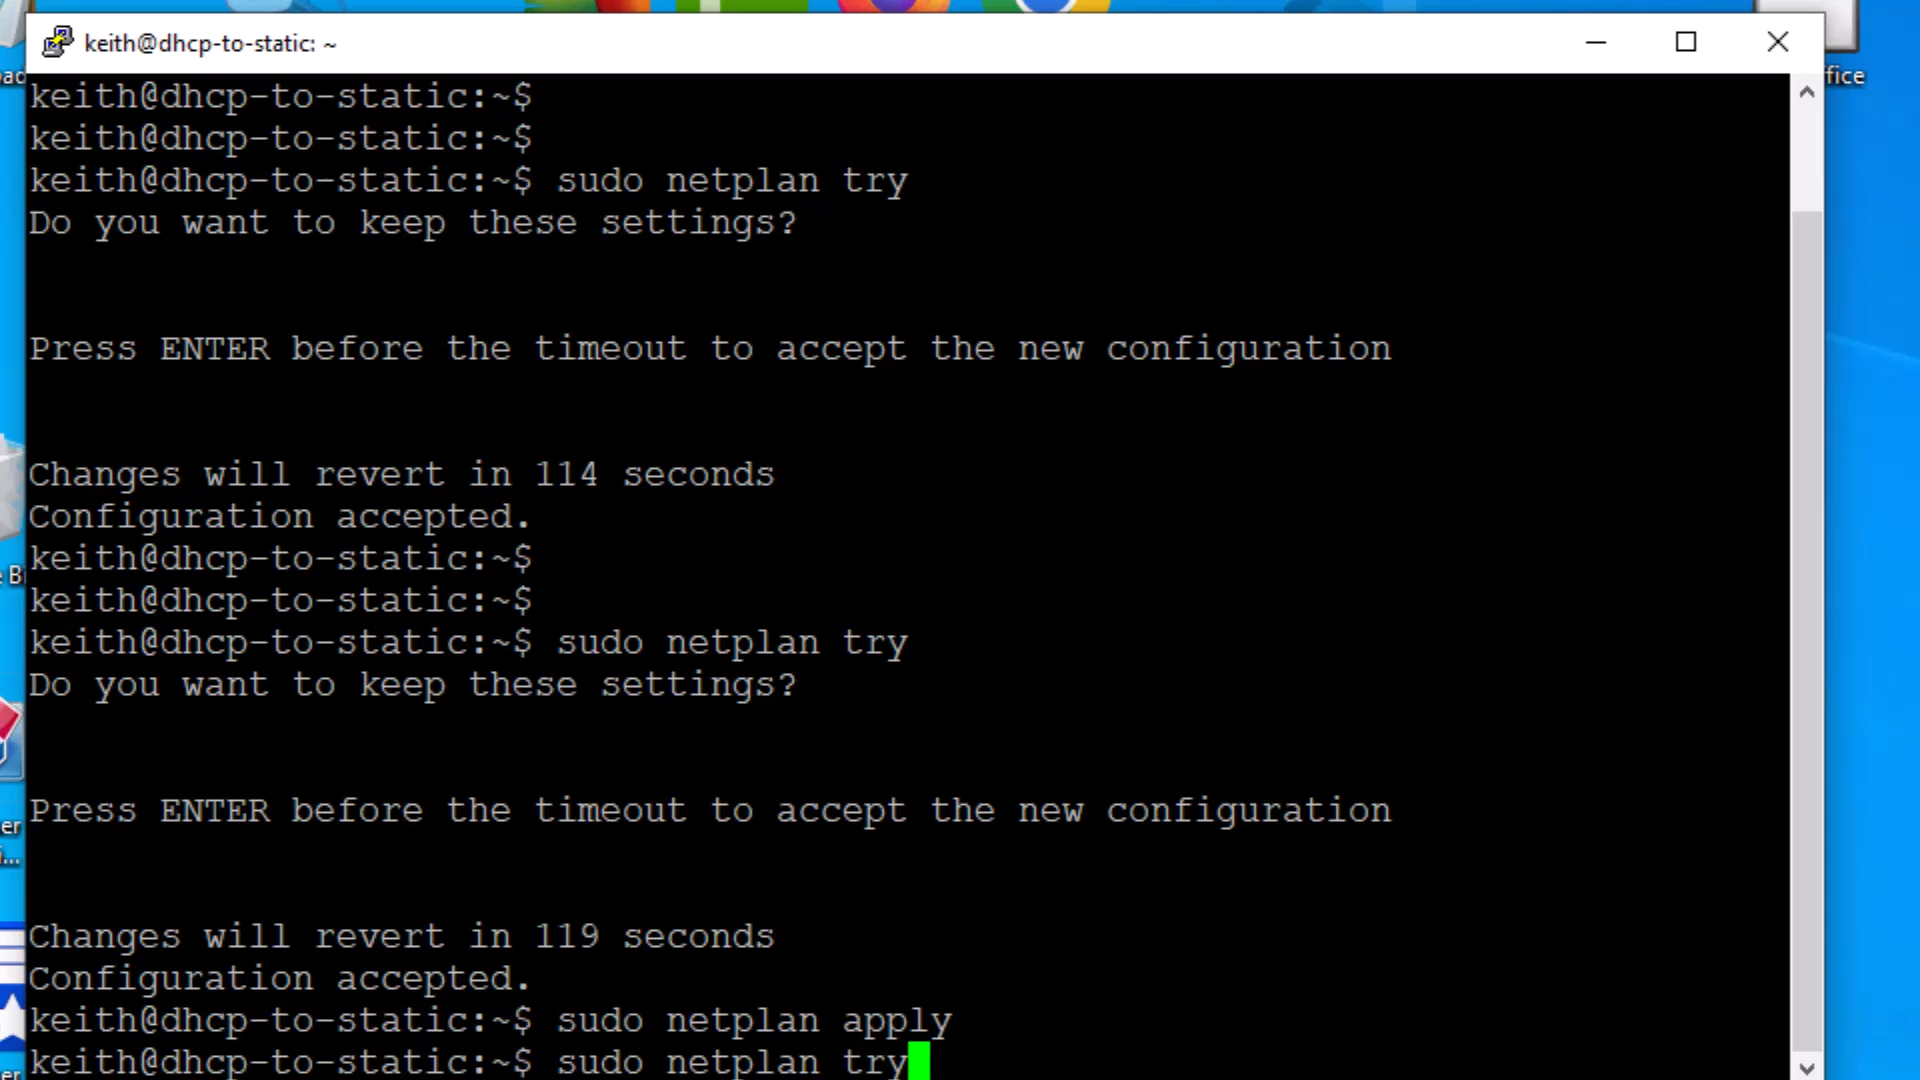 keith@dhcp-to-static: ~
fice
keith@dhcp-to-static:~$
keith@dhcp-to-static:~$
keith@dhcp-to-static:~$ sudo netplan try
Do you want to keep these settings?
Press ENTER before the timeout to accept the new configuration
Changes will revert in 114 seconds
Configuration accepted.
keith@dhcp-to-static:~$
keith@dhcp-to-static:~$
keith@dhcp-to-static:~$ sudo netplan try
Do you want to keep these settings?
Press ENTER before the timeout to accept the new configuration
Changes will revert in 119 seconds
Configuration accepted.
keith@dhcp-to-static:~$ sudo netplan apply
keith@dhcp-to-static:~$ sudo netplan try